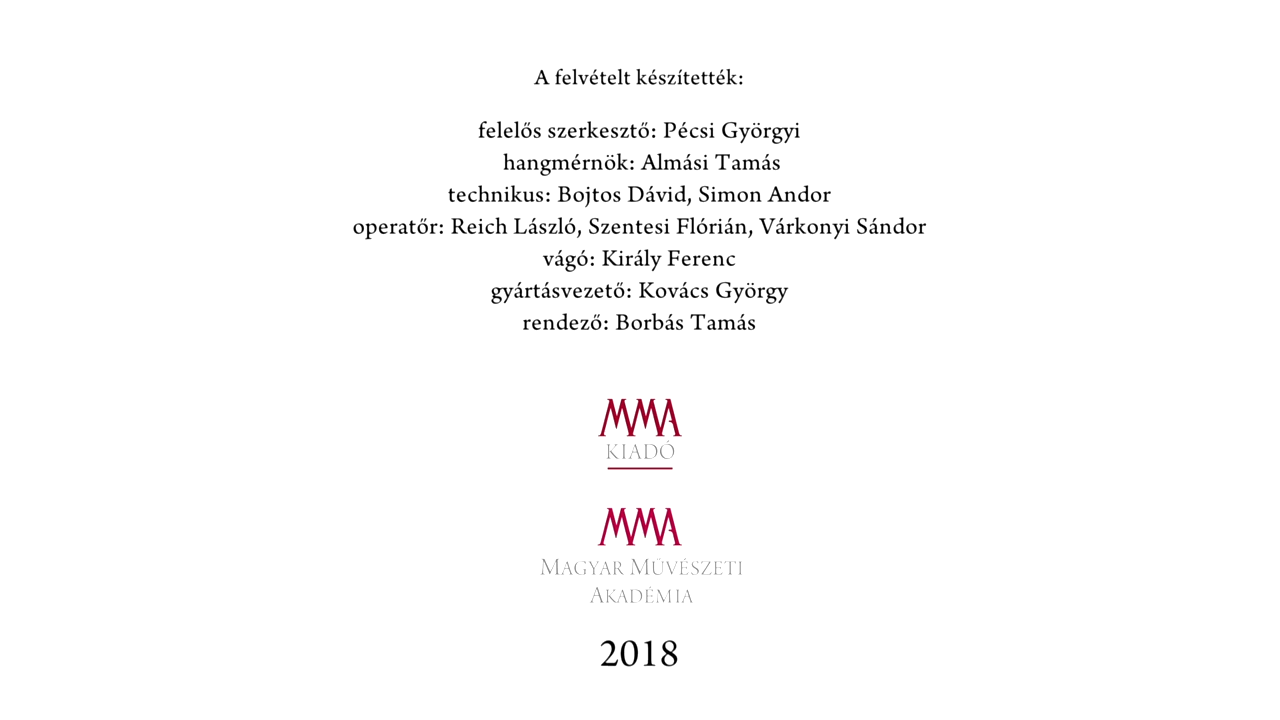 A felvételt készítették:
felelős szerkesztő: Pécsi Györgyi
hangmérnök: Almási Tamás
technikus: Bojtos Dávid, Simon Andor
operatőr: Reich László, Szentesi Flórián, Várkonyi Sándor
vágó: Király Ferenc
gyártásvezető: Kovács György
rendező: Borbás Tamás
MMA
KIADÓ
MMA
MAGYAR MŰVÉSZETI
AKADÉMIA
2018